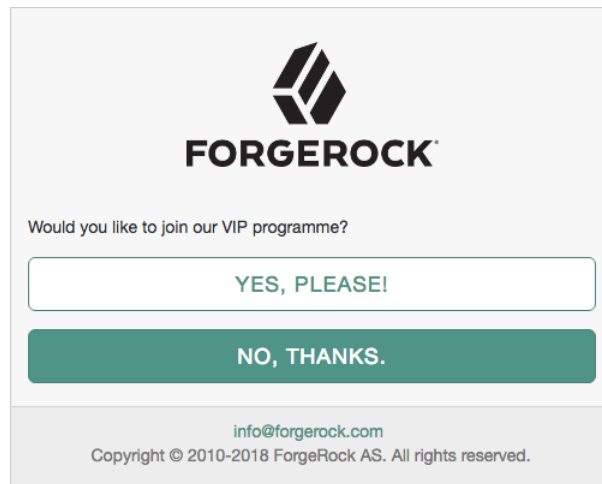 FORGEROCK
Would you like to join our VIP programme?
YES, PLEASE!
NO, THANKS.
info@forgerock.com
Copyright © 2010-2018 ForgeRock AS. All rights reserved.